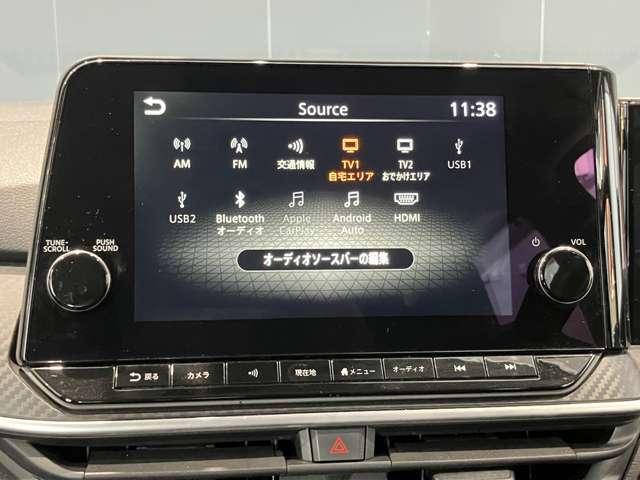 Source 11:38
AM FM 交通情報 TV1 TV2 USB1
自宅エリア おでかけエリア
USB2 Bluetooth Apple Android HDMI
オーディオ CarPlay Auto
オーディオソースバーの編集
TUNE· PUSH
SCROLL SOUND
VOL
戻る カメラ 現在地 メニュー オーディオ